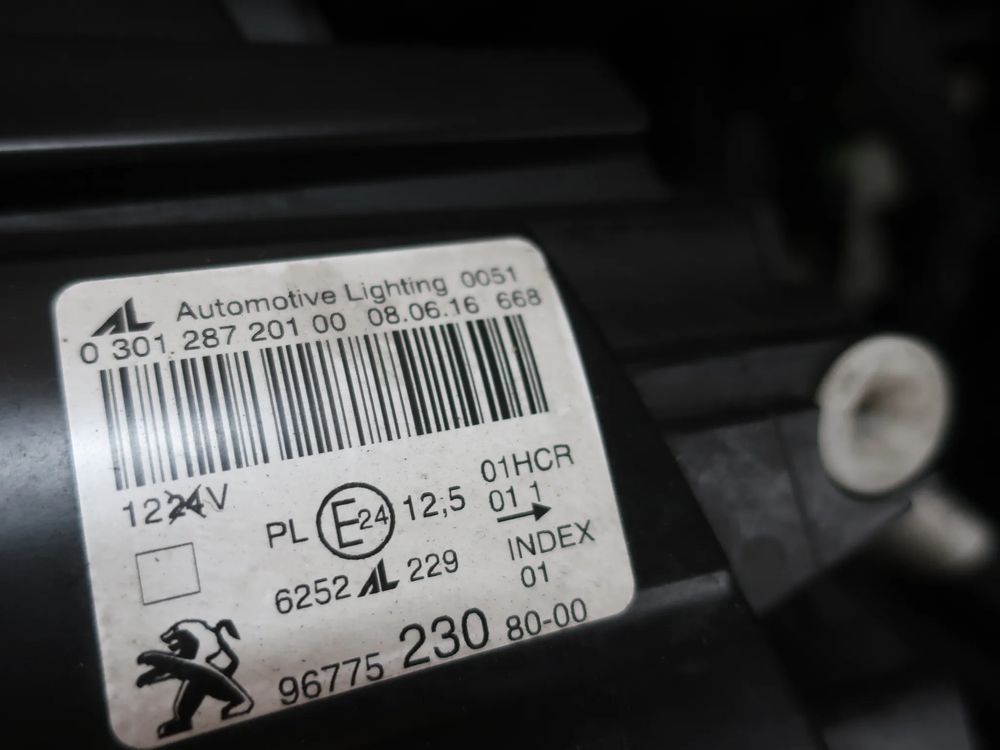 AL Automotive Lighting 0051
0 301 287 201 00 08.06.16 668
1224V
PL E24 12,5
01HCR
01 1
6252 AL 229
INDEX
01
96775 230 80-00